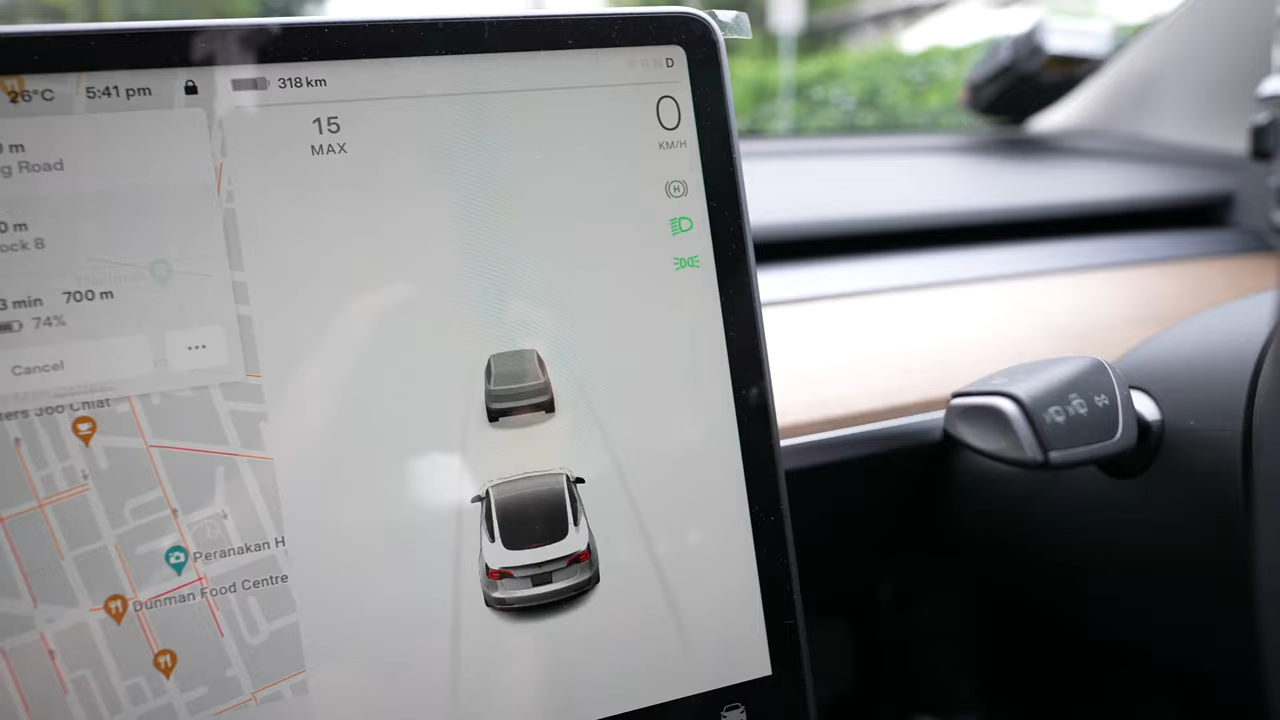 26°C 5:41 pm 318 km
R N D
15
MAX
0
KM/H
H
m
g Road
0 m
ock 8
3 min 700 m
74%
Cancel
...
ters Joo Chiat
Peranakan H
Dunman Food Centre